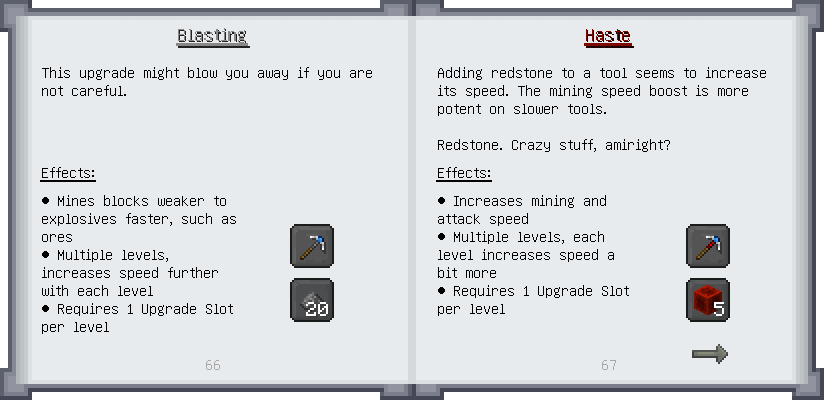 Blasting
This upgrade might blow you away if you are
not careful.
Effects:
● Mines blocks weaker to
explosives faster, such as
ores
● Multiple levels,
increases speed further
with each level
● Requires 1 Upgrade Slot
per level
20
66
Haste
Adding redstone to a tool seems to increase
its speed. The mining speed boost is more
potent on slower tools.
Redstone. Crazy stuff, amiright?
Effects:
● Increases mining and
attack speed
● Multiple levels, each
level increases speed a
bit more
● Requires 1 Upgrade Slot
per level
5
67